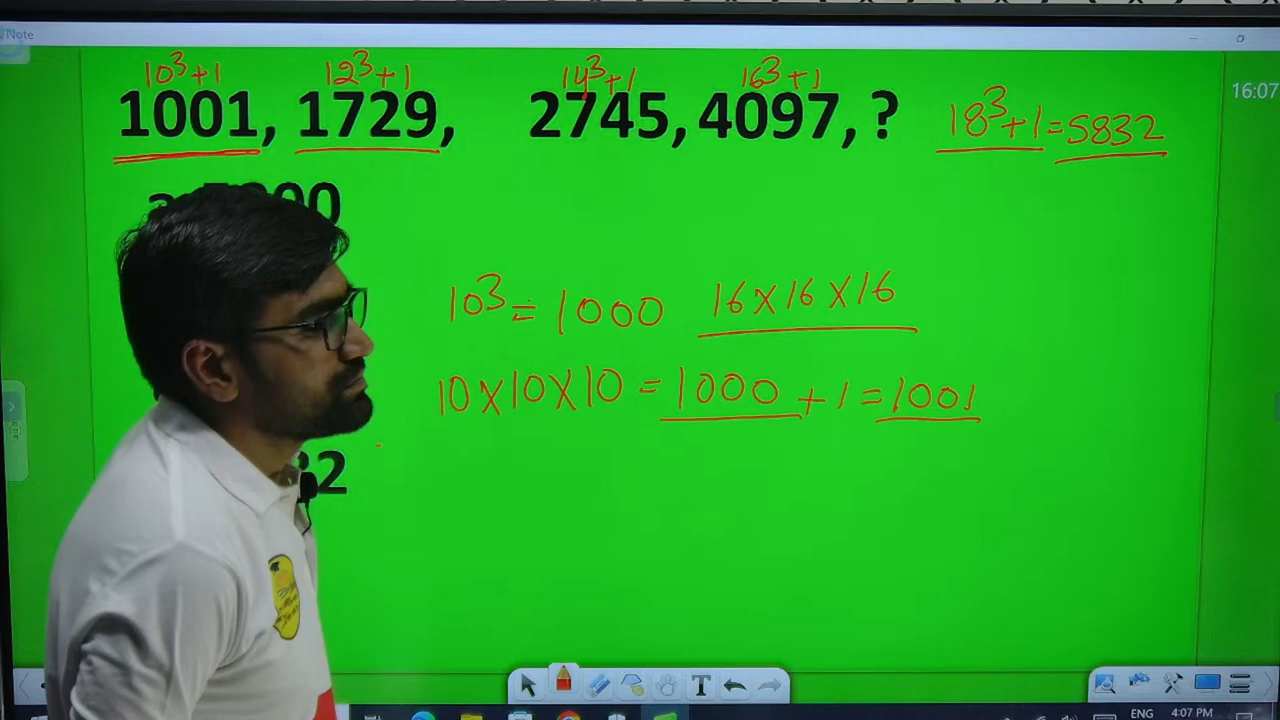 Note
10³+1 12³+1 14³+1 16³+1
1001, 1729, 2745, 4097, ? 18³+1=5832
16:07
10³=1000 16×16×16
10×10×10=1000+1=1001
T
ENG 4:07 PM